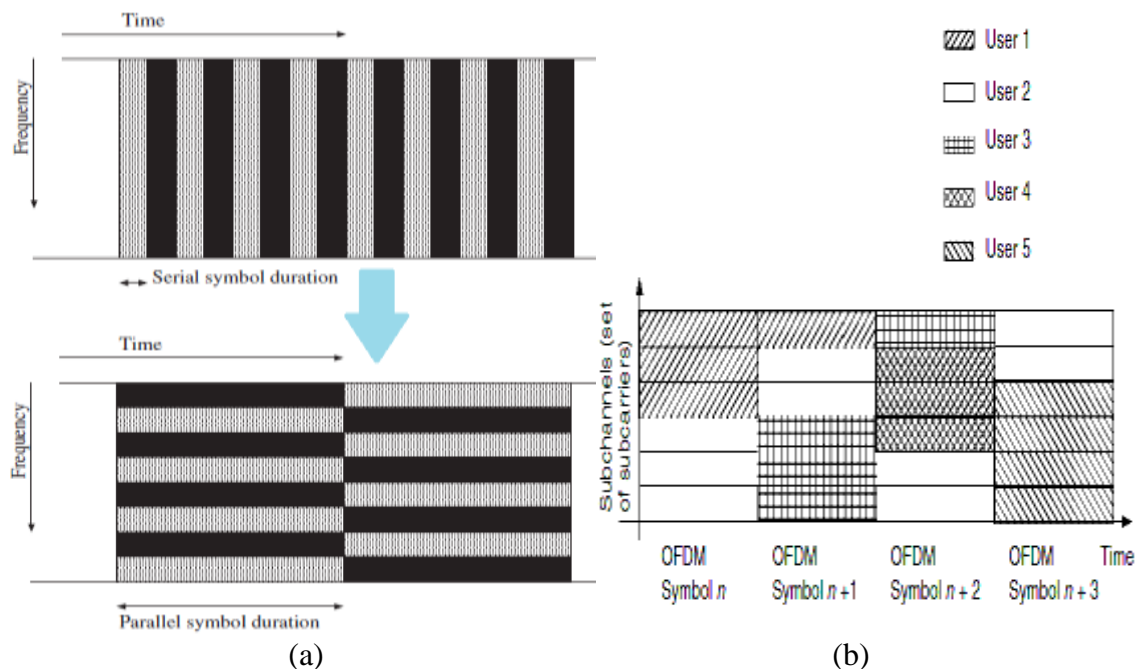 Time
Frequency
Serial symbol duration
Time
Frequency
Parallel symbol duration
(a)
User 1
User 2
User 3
User 4
User 5
Subchannels (set
of subcarriers)
OFDM OFDM OFDM OFDM Time
Symbol n Symbol n+1 Symbol n + 2 Symbol n + 3
(b)